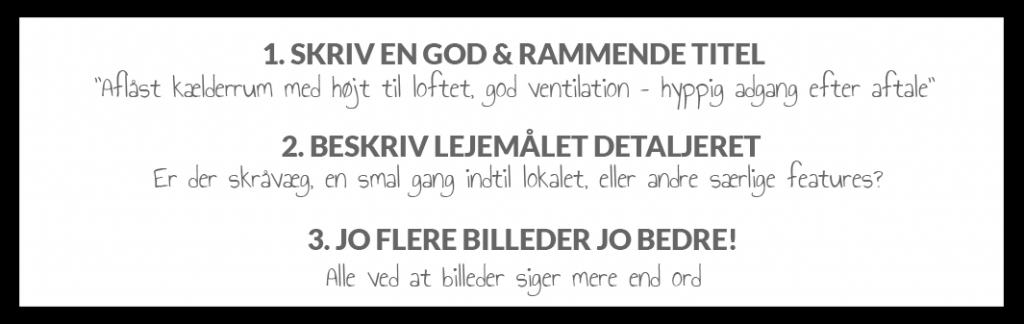 1. SKRIV EN GOD & RAMMENDE TITEL
"Aflåst kælderrum med højt til loftet, god ventilation - hyppig adgang efter aftale"
2. BESKRIV LEJEMÅLET DETALJERET
Er der skråvæg, en smal gang indtil lokalet, eller andre særlige features?
3. JO FLERE BILLEDER JO BEDRE!
Alle ved at billeder siger mere end ord